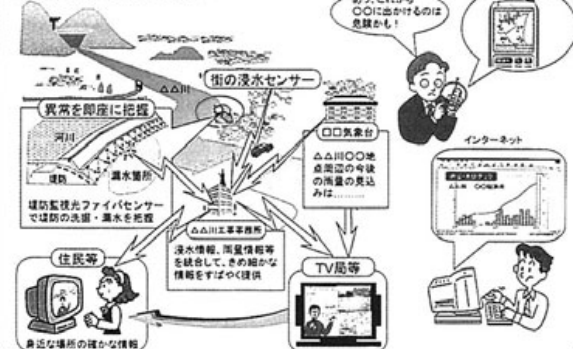 あっ、これから
〇〇に出かけるのは
危険かも！
△△川
街の浸水センサー
異常を即座に把握
河川
堤防
漏水箇所
堤防監視光ファイバセンサー
で堤防の洗掘・漏水を把握
□□気象台
△△川〇〇地
点周辺の今後
の雨量の見込
みは………
インターネット
△△川工事事務所
浸水情報、雨量情報等
を統合して、きめ細かな
情報をすばやく提供
住民等
身近な場所の確かな情報
TV局等